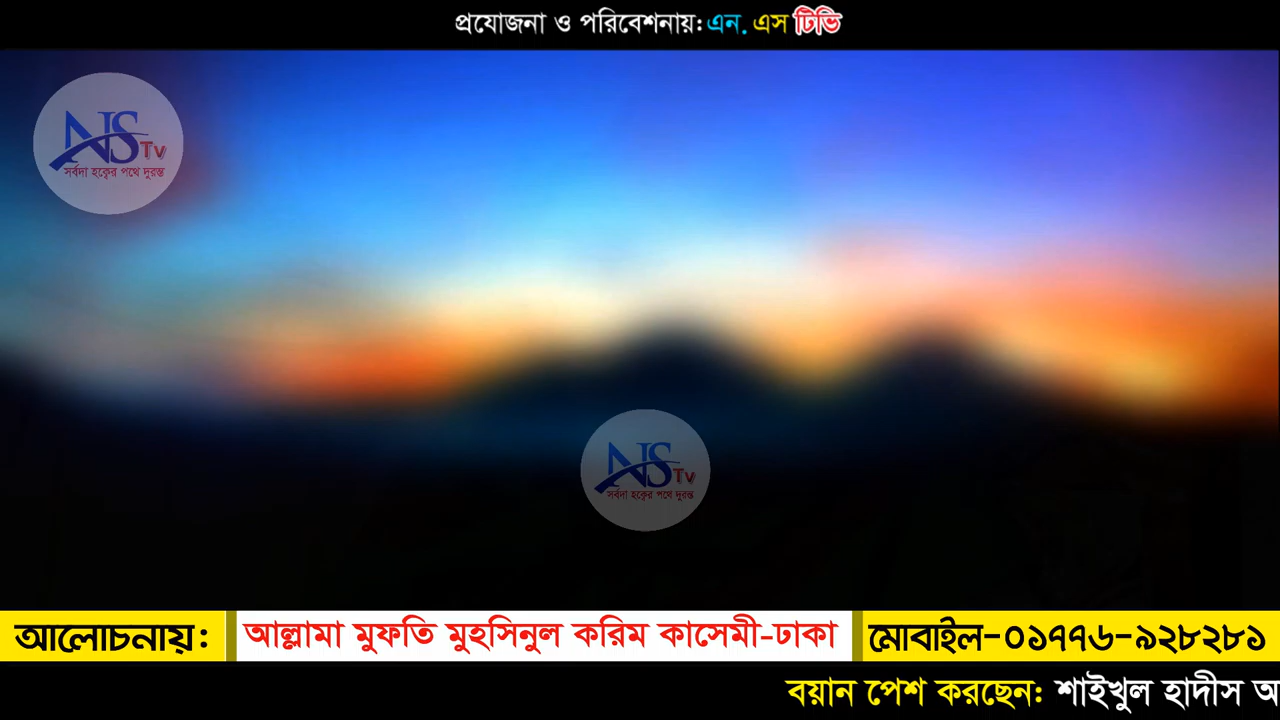 প্রযোজনা ও পরিবেশনায়: এন. এস টিভি
NS Tv
সর্বদা হক্বের পথে দুরন্ত
NS Tv
সর্বদা হক্বের পথে দুরন্ত
আলোচনায়: আল্লামা মুফতি মুহসিনুল করিম কাসেমী-ঢাকা মোবাইল-০১৭৭৬-৯২৮২৮১
বয়ান পেশ করছেন: শাইখুল হাদীস অ